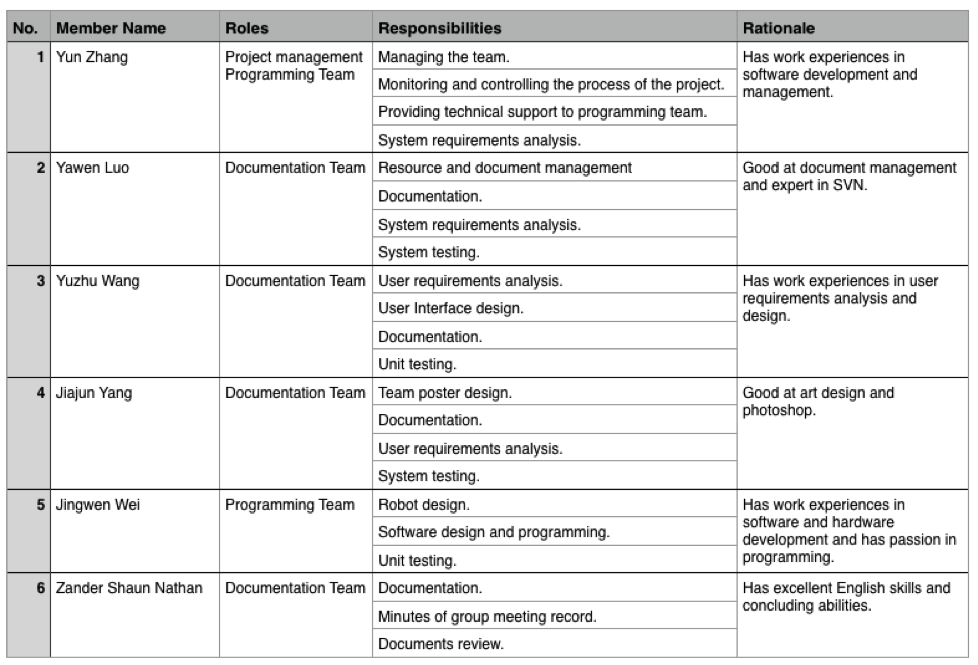 No. Member Name Roles Responsibilities Rationale
1 Yun Zhang Project management Managing the team. Has work experiences in
Programming Team software development and
Monitoring and controlling the process of the project. management.
Providing technical support to programming team.
System requirements analysis.
2 Yawen Luo Documentation Team Resource and document management Good at document management
and expert in SVN.
Documentation.
System requirements analysis.
System testing.
3 Yuzhu Wang Documentation Team User requirements analysis. Has work experiences in user
requirements analysis and
User Interface design. design.
Documentation.
Unit testing.
4 Jiajun Yang Documentation Team Team poster design. Good at art design and
photoshop.
Documentation.
User requirements analysis.
System testing.
5 Jingwen Wei Programming Team Robot design. Has work experiences in
software and hardware
Software design and programming. development and has passion in
programming.
Unit testing.
6 Zander Shaun Nathan Documentation Team Documentation. Has excellent English skills and
concluding abilities.
Minutes of group meeting record.
Documents review.